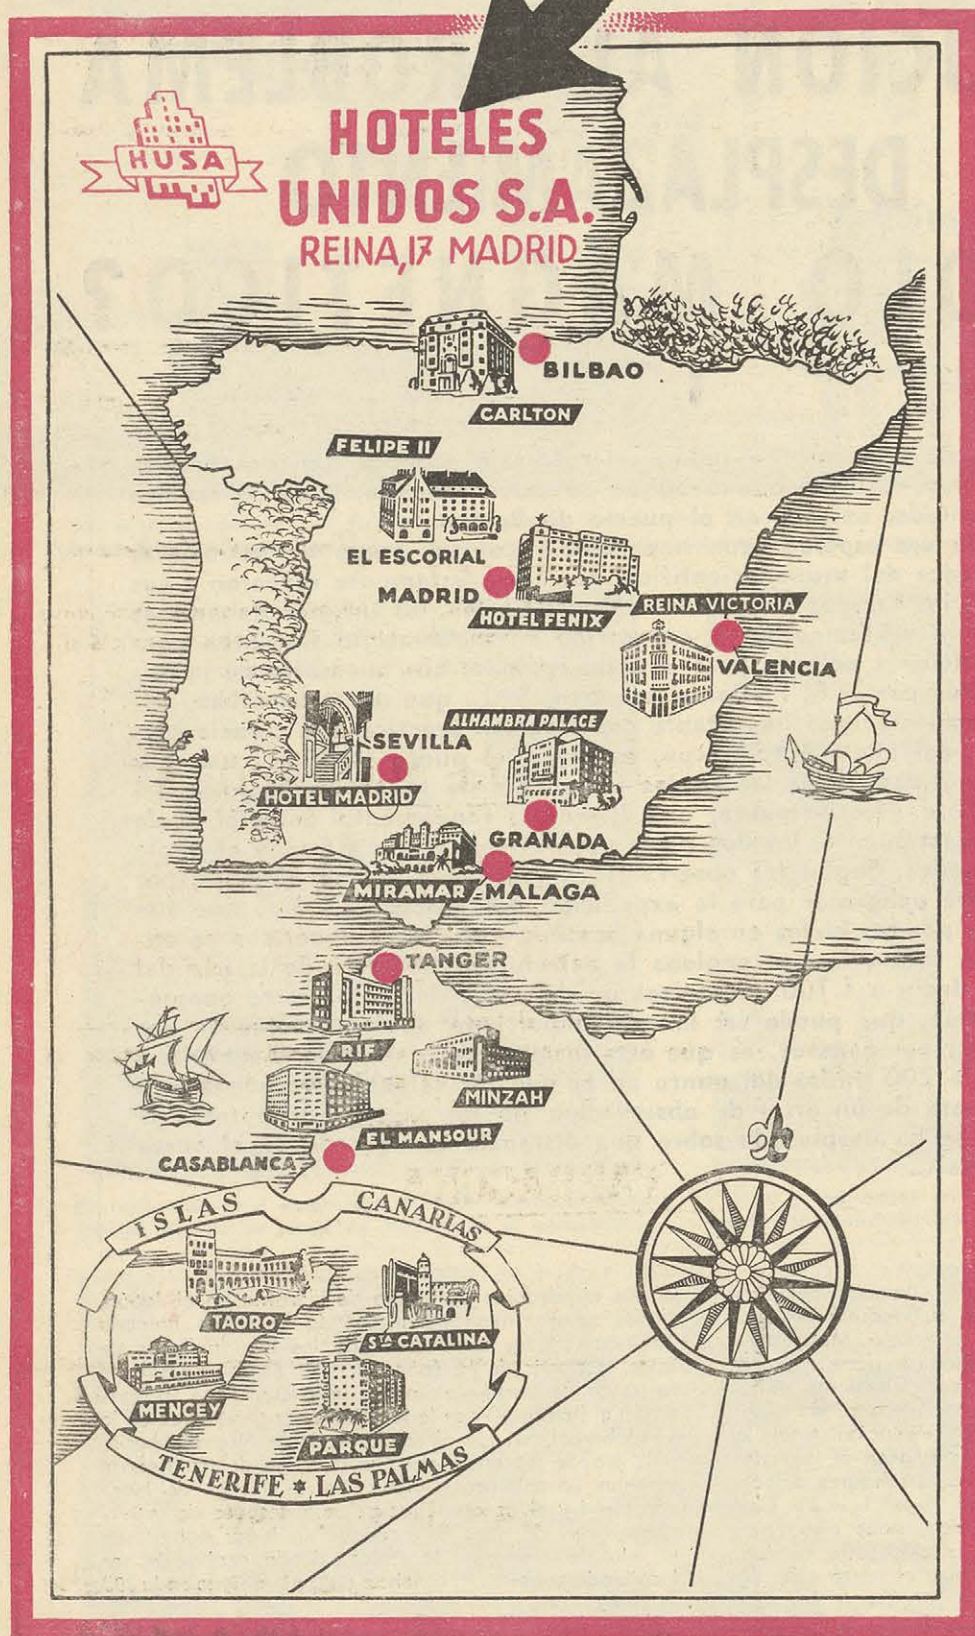 HUSA
HOTELES
UNIDOS S.A.
REINA, 17 MADRID
BILBAO
CARLTON
FELIPE II
EL ESCORIAL
MADRID
HOTEL FENIX
REINA VICTORIA
VALENCIA
ALHAMBRA PALACE
SEVILLA
HOTEL MADRID
GRANADA
MIRAMAR
MALAGA
TANGER
RIF
MINZAH
EL MANSOUR
CASABLANCA
ISLAS CANARIAS
TAORO
STA CATALINA
MENCEY
PARQUE
TENERIFE * LAS PALMAS